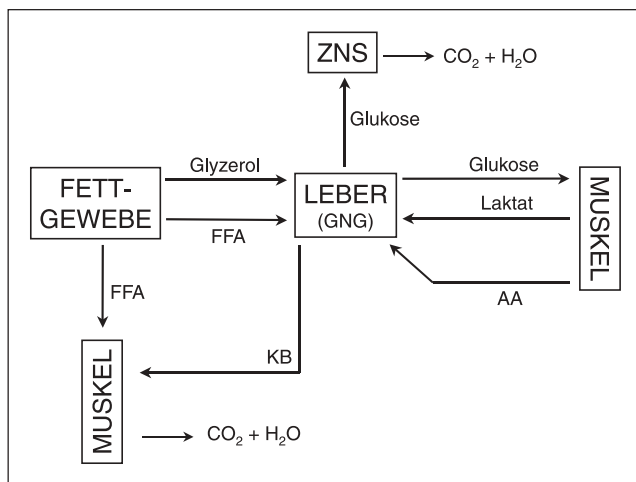 ZNS
CO₂ + H₂O
Glukose
Glyzerol
Glukose
FETT-
GEWEBE
LEBER
(GNG)
MUSKEL
Laktat
FFA
FFA
AA
KB
MUSKEL
CO₂ + H₂O